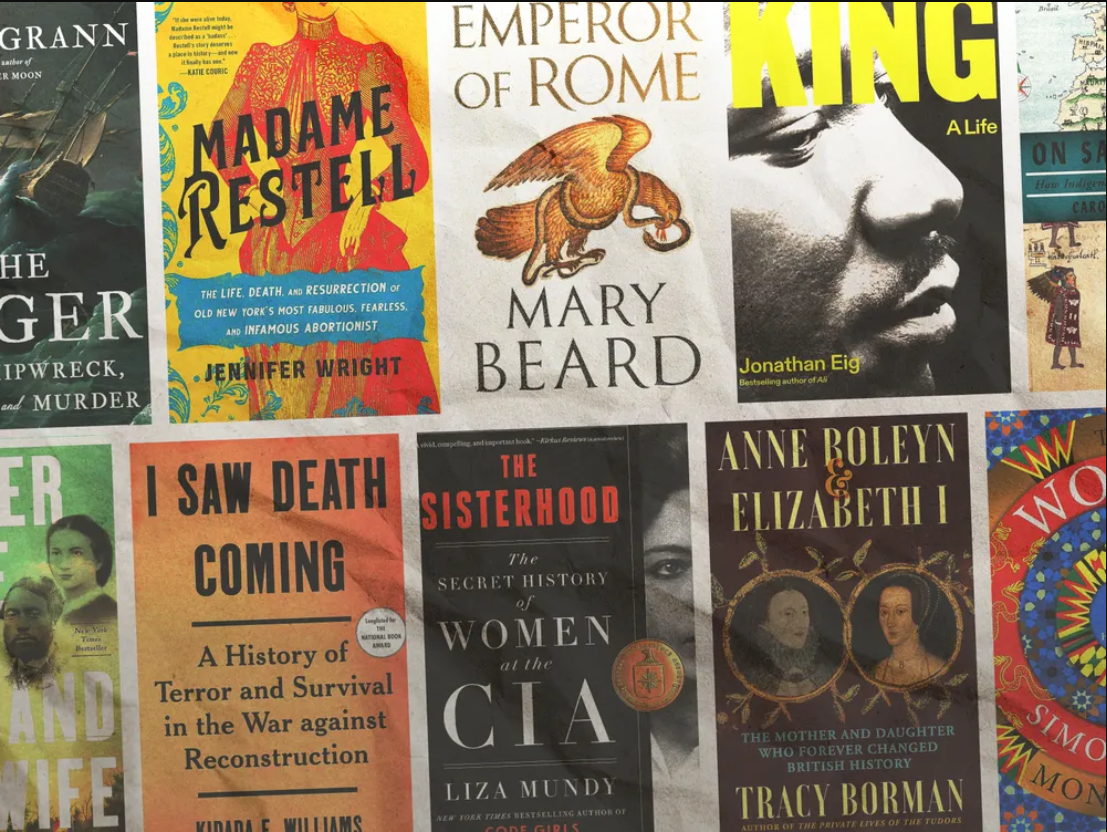 GRANN
author of
ER MOON
HE
GER
IPWRECK,
and MURDER
"If she were alive today,
Madame Restell might be
described as a 'badass'.
Restell's story deserves
a place in history—and now
it finally has one."
—KATIE COURIC
MADAME
RESTELL
THE LIFE, DEATH, AND RESURRECTION OF
OLD NEW YORK'S MOST FABULOUS, FEARLESS,
AND INFAMOUS ABORTIONIST
JENNIFER WRIGHT
EMPEROR
OF ROME
MARY
BEARD
KING
A Life
Jonathan Eig
Bestselling author of Ali
Brasil
ON SA
How Indigen
CARO
ER
New York
Times
Bestseller
AND
WIFE
I SAW DEATH
COMING
Longlisted for
THE
NATIONAL BOOK
AWARD
A History of
Terror and Survival
in the War against
Reconstruction
KIDADA E. WILLIAMS
vivid, compelling, and important book." —Kirkus Reviews
THE
SISTERHOOD
The
SECRET HISTORY
of
WOMEN
at the
CIA
LIZA MUNDY
NEW YORK TIMES BESTSELLING AUTHOR OF
CODE GIRLS
ANNE BOLEYN
&
ELIZABETH I
THE MOTHER AND DAUGHTER
WHO FOREVER CHANGED
BRITISH HISTORY
TRACY BORMAN
AUTHOR OF THE PRIVATE LIVES OF THE TUDORS
T
WO
SIMO
MON